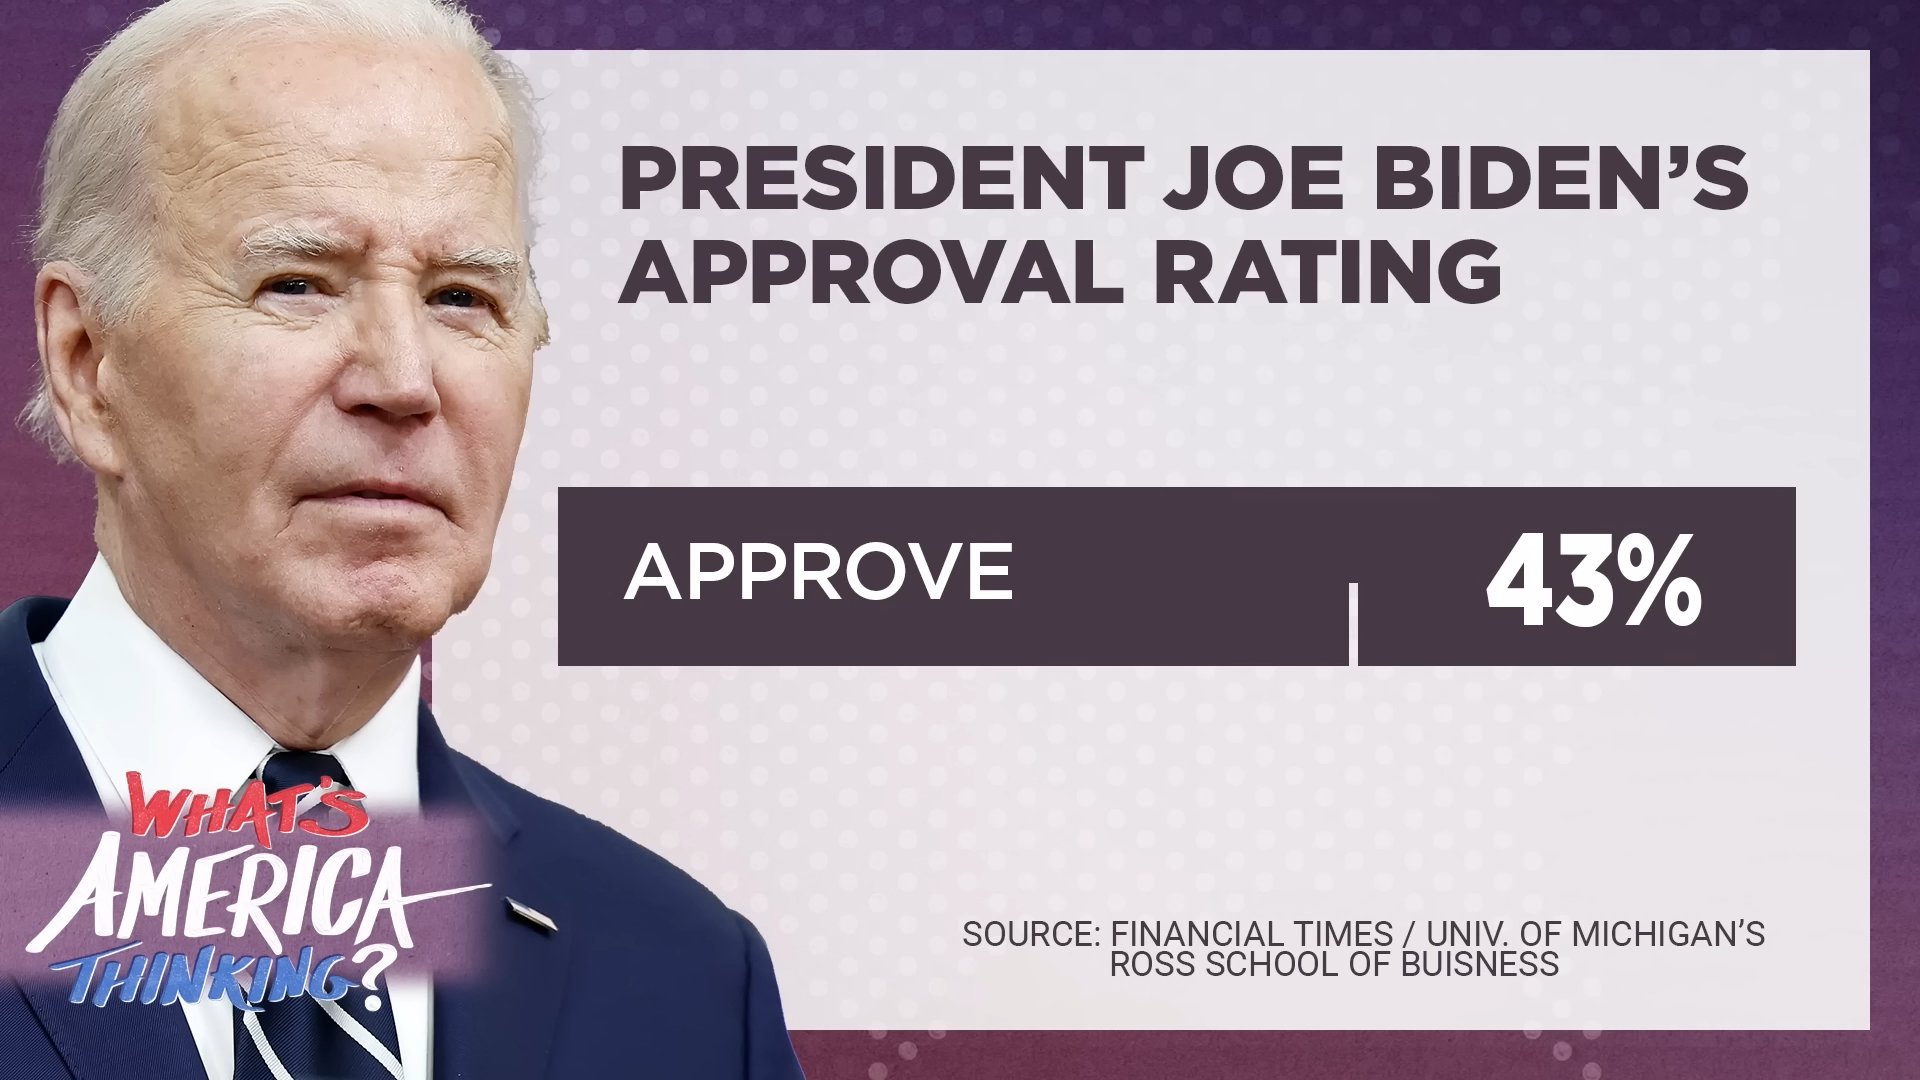 PRESIDENT JOE BIDEN’S
APPROVAL RATING
APPROVE 43%
WHAT'S
AMERICA
THINKING?
SOURCE: FINANCIAL TIMES / UNIV. OF MICHIGAN’S
ROSS SCHOOL OF BUISNESS